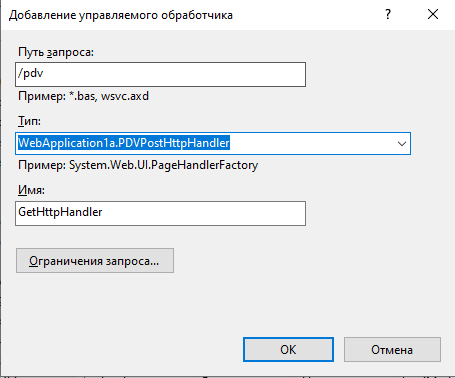 Добавление управляемого обработчика
?
Путь запроса:
/pdv
Пример: *.bas, wsvc.axd
Тип:
WebApplication1a.PDVPostHttpHandler
Пример: System.Web.UI.PageHandlerFactory
Имя:
GetHttpHandler
Ограничения запроса...
ОК Отмена